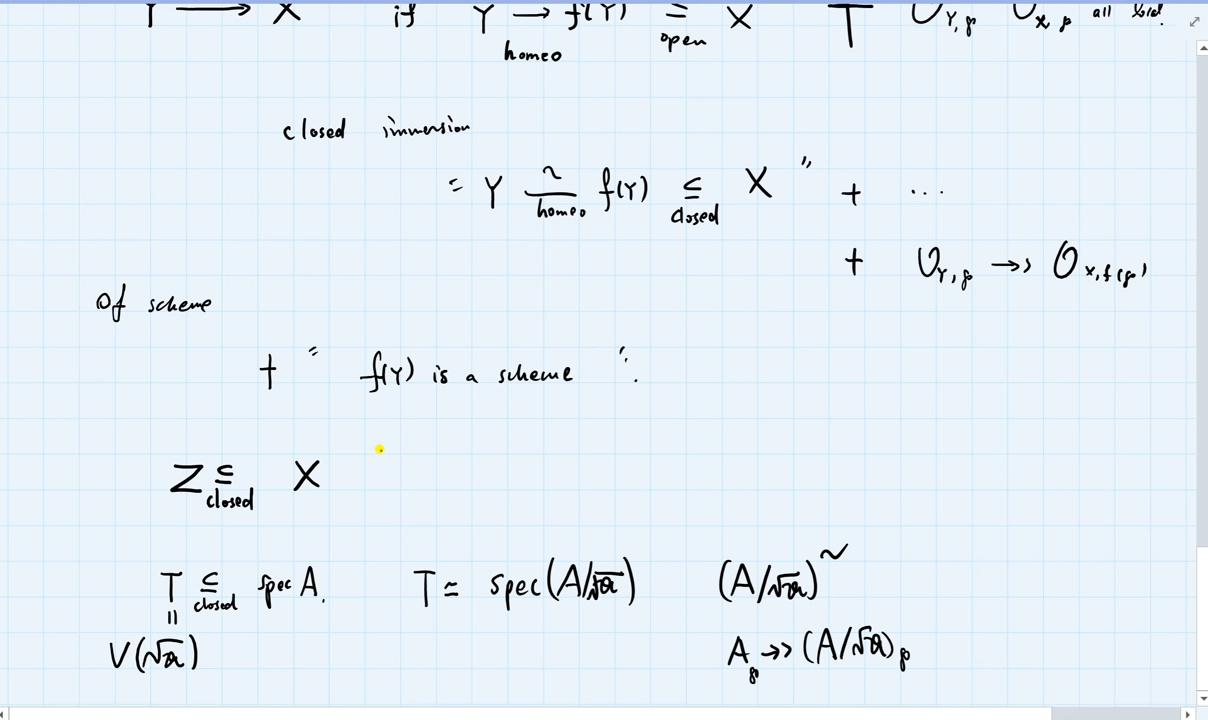 Y ⟶ X if Y → f(Y) ⊆ X T O_{Y,p} O_{X,p} all
homeo open
closed immersion
= Y ≃ f(Y) ⊆ X " + ...
homeo closed
+ O_{Y,p} ↠ O_{X,f(p)}
Of scheme
+ " f(Y) is a scheme ".
Z ⊆ X
closed
T ⊆ spec A. T ≃ spec(A/√𝔞) (A/√𝔞)^~
closed
||
V(√𝔞) A_p ↠ (A/√𝔞)_p